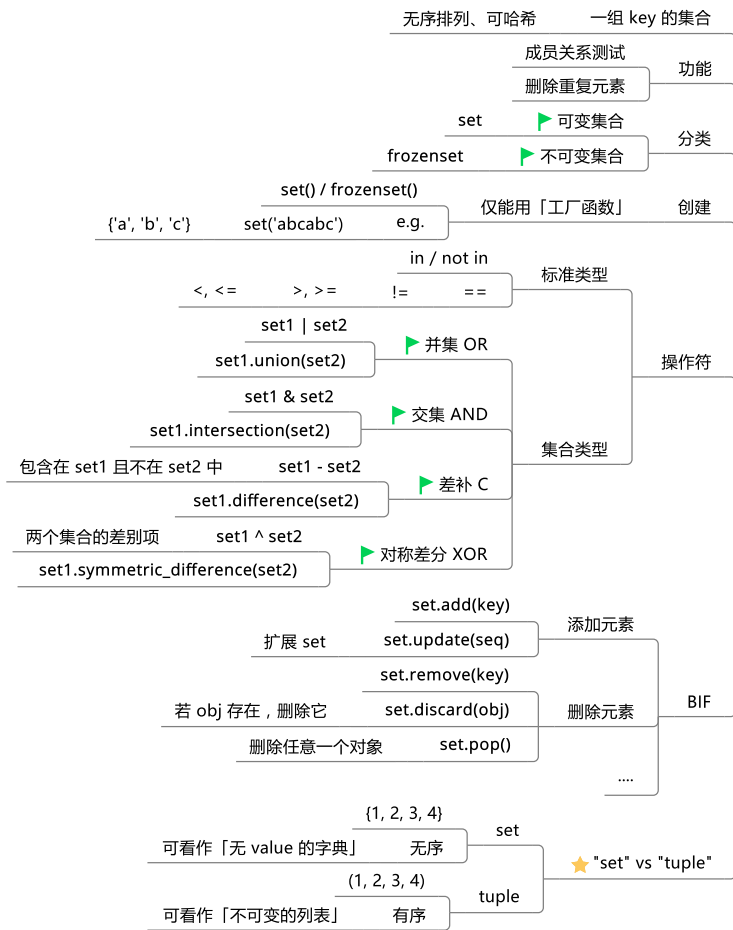 无序排列、可哈希 一组 key 的集合
成员关系测试
功能
删除重复元素
set 可变集合
分类
frozenset 不可变集合
set() / frozenset()
仅能用「工厂函数」 创建
{'a', 'b', 'c'} set('abcabc') e.g.
in / not in
标准类型
<, <= >, >= != ==
set1 | set2
并集 OR
set1.union(set2)
操作符
set1 & set2
交集 AND
set1.intersection(set2)
集合类型
包含在 set1 且不在 set2 中 set1 - set2
差补 C
set1.difference(set2)
两个集合的差别项 set1 ^ set2
对称差分 XOR
set1.symmetric_difference(set2)
set.add(key)
添加元素
扩展 set set.update(seq)
set.remove(key)
BIF
若 obj 存在，删除它 set.discard(obj) 删除元素
删除任意一个对象 set.pop()
....
{1, 2, 3, 4}
set
可看作「无 value 的字典」 无序
"set" vs "tuple"
(1, 2, 3, 4)
tuple
可看作「不可变的列表」 有序